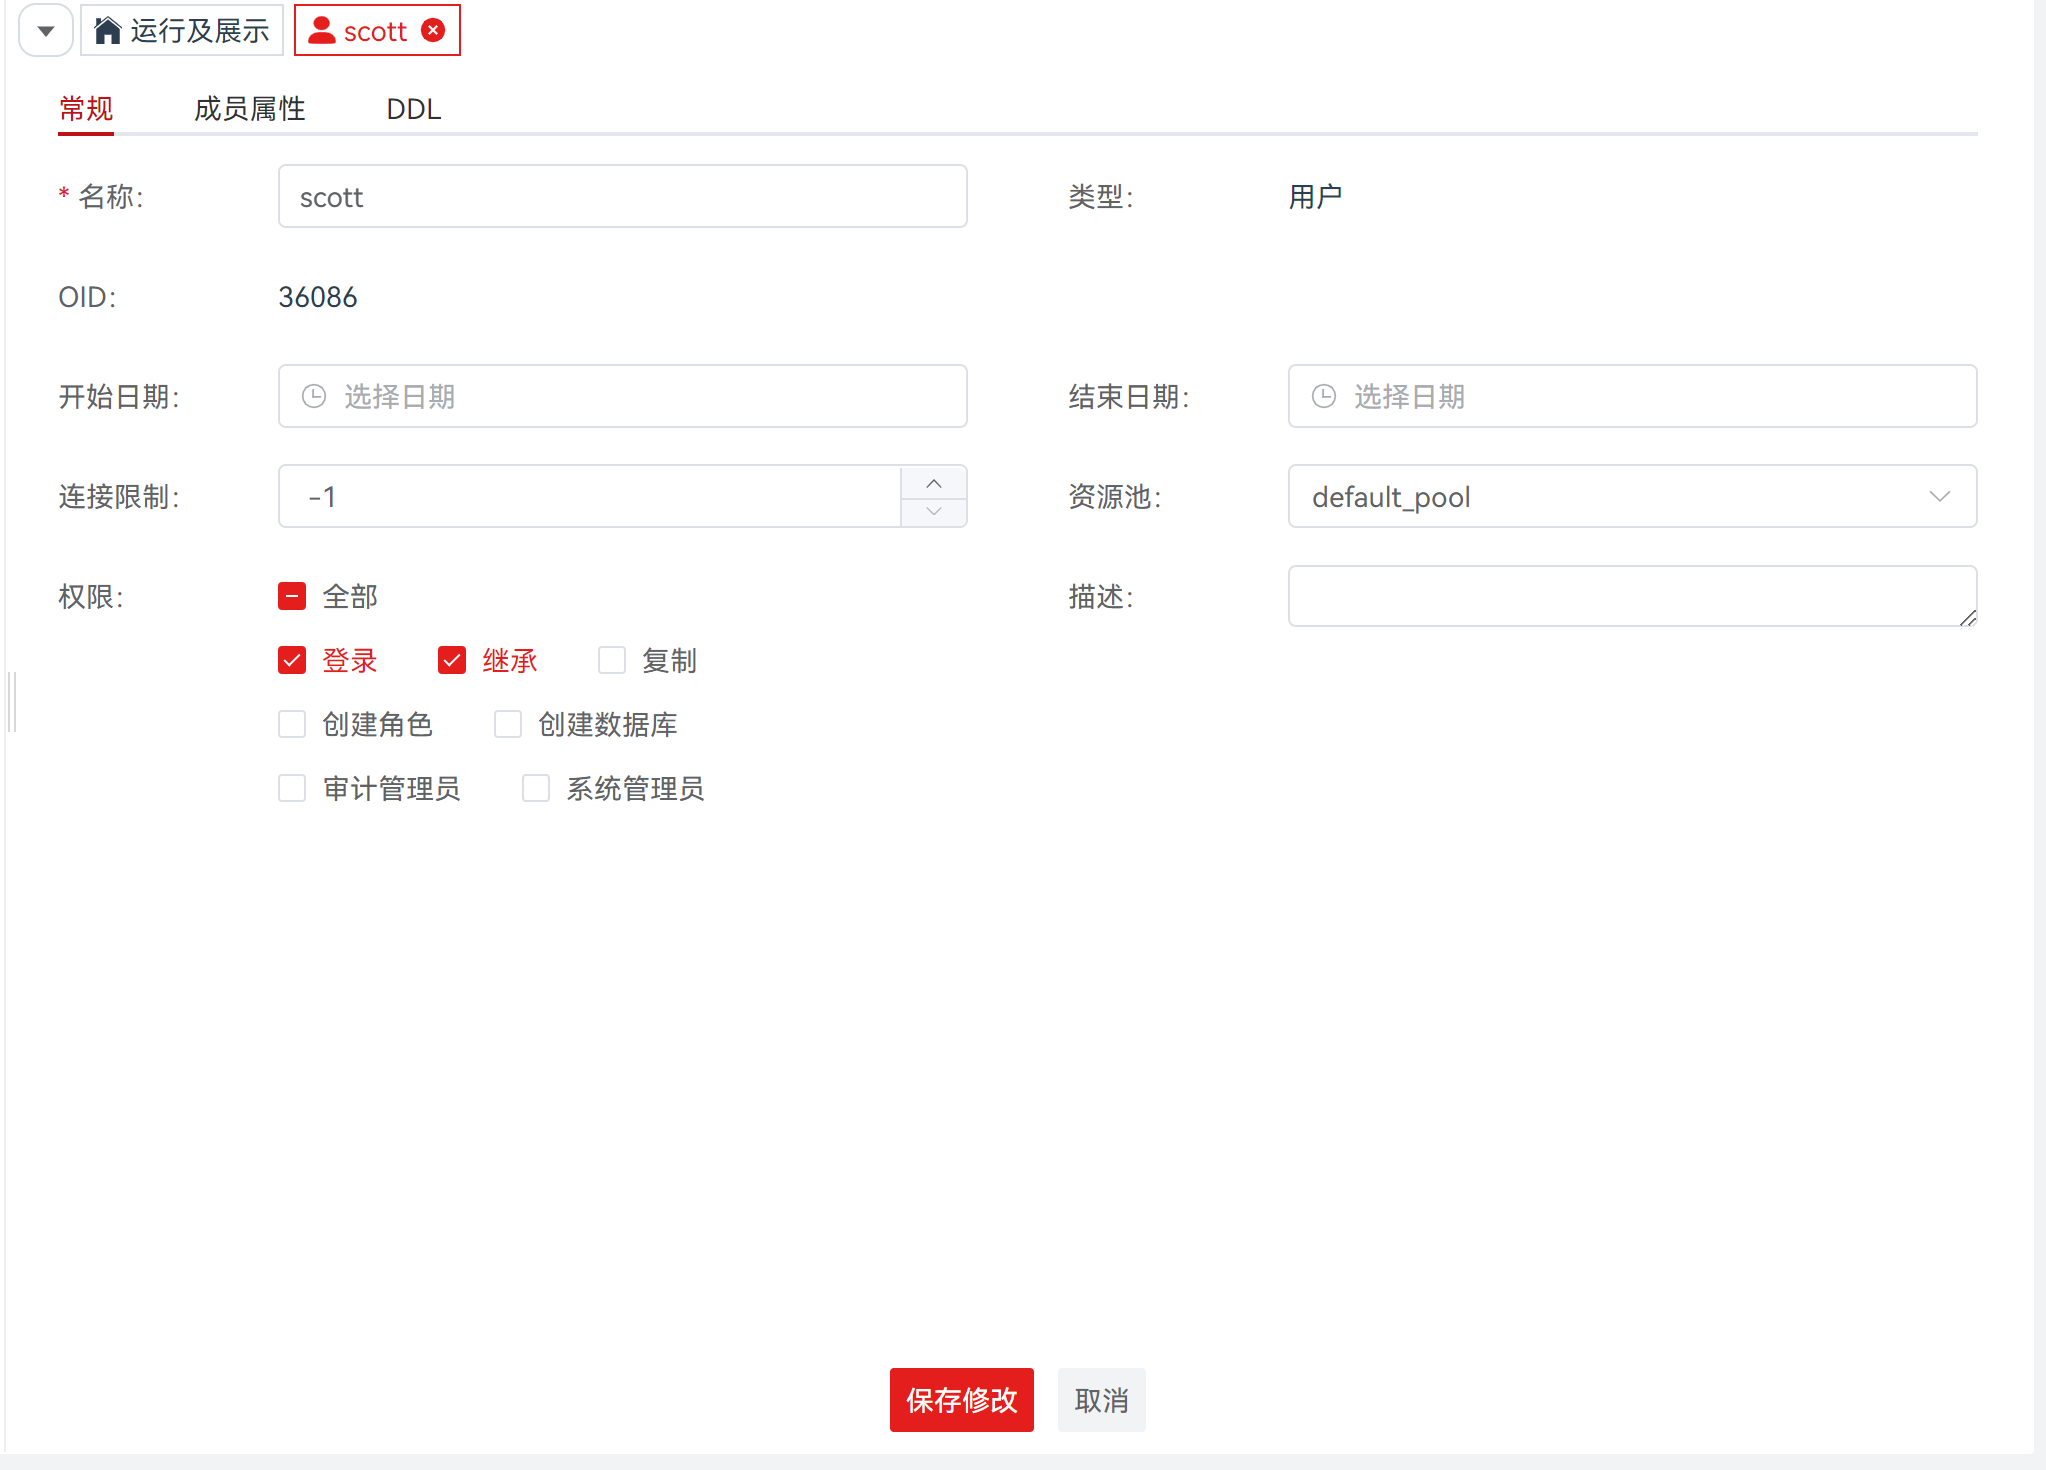 运行及展示 scott
常规 成员属性 DDL
* 名称: scott 类型: 用户
OID: 36086
开始日期: 选择日期 结束日期: 选择日期
连接限制: -1 资源池: default_pool
权限: 全部 描述:
登录 继承 复制
创建角色 创建数据库
审计管理员 系统管理员
保存修改 取消